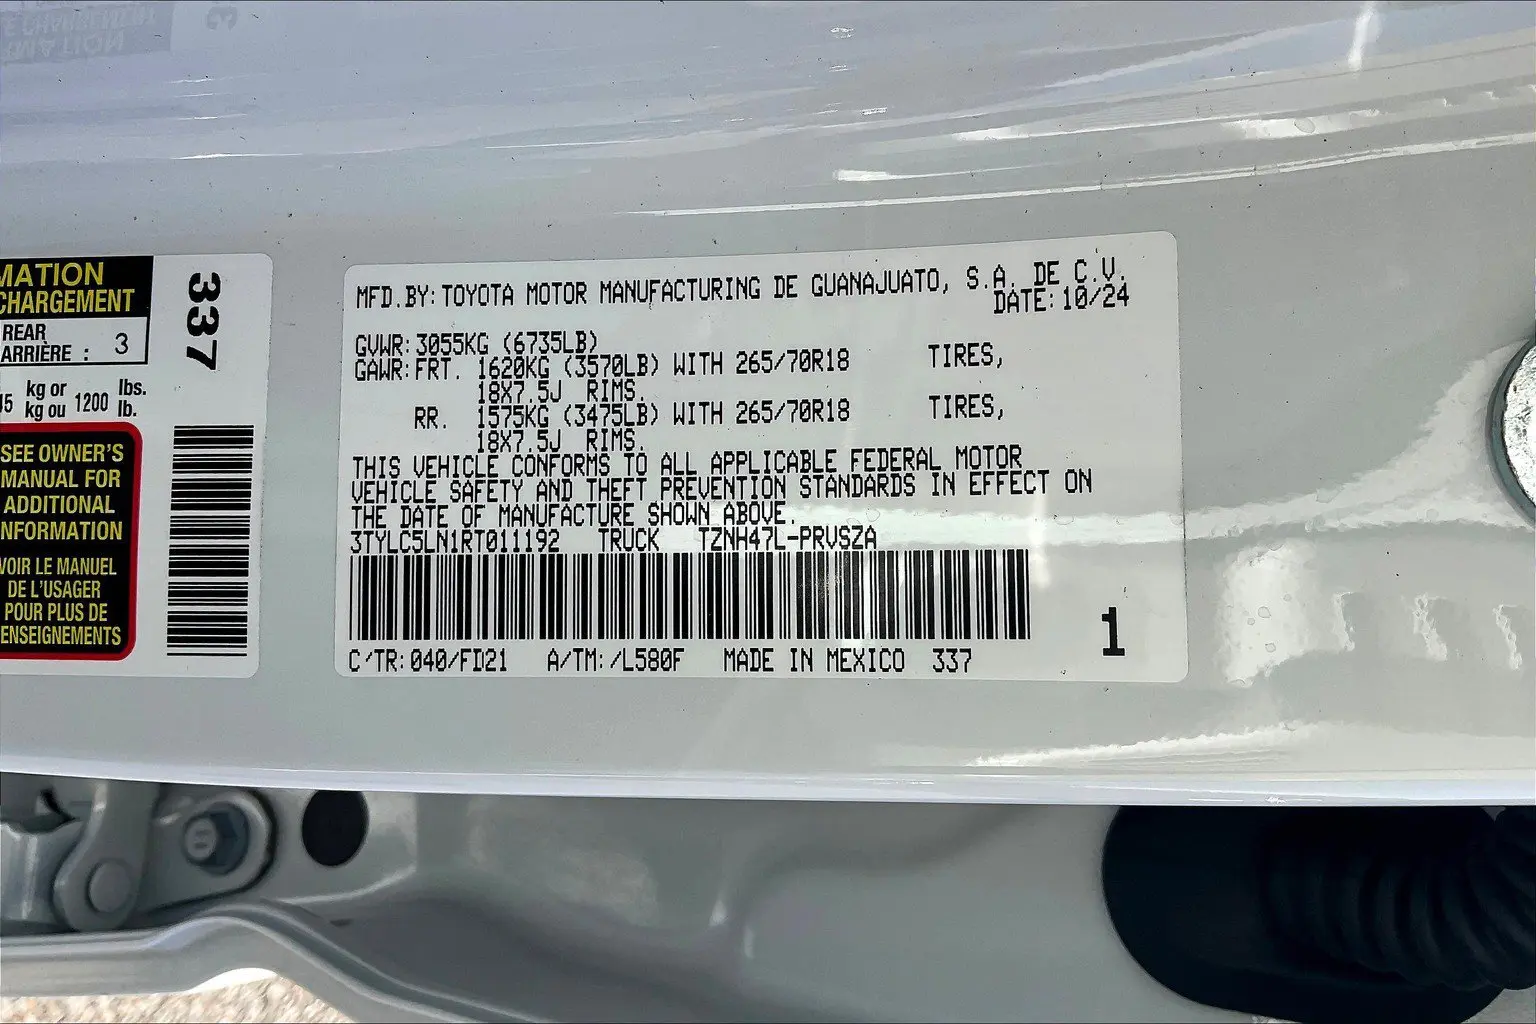 MATION
CHARGEMENT
REAR
ARRIÈRE : 3
kg or lbs.
kg ou 1200 lb.
SEE OWNER'S
MANUAL FOR
ADDITIONAL
NFORMATION
VOIR LE MANUEL
DE L'USAGER
POUR PLUS DE
ENSEIGNEMENTS
337
MFD.BY: TOYOTA MOTOR MANUFACTURING DE GUANAJUATO, S.A. DE C.V.
DATE: 10/24
GVWR: 3055KG (6735LB)
GAWR: FRT. 1620KG (3570LB) WITH 265/70R18 TIRES,
18X7.5J RIMS.
RR. 1575KG (3475LB) WITH 265/70R18 TIRES,
18X7.5J RIMS.
THIS VEHICLE CONFORMS TO ALL APPLICABLE FEDERAL MOTOR
VEHICLE SAFETY AND THEFT PREVENTION STANDARDS IN EFFECT ON
THE DATE OF MANUFACTURE SHOWN ABOVE.
3TYLC5LN1RT011192 TRUCK TZNH47L-PRVSZA
C/TR: 040/FD21 A/TM: /L580F MADE IN MEXICO 337
1